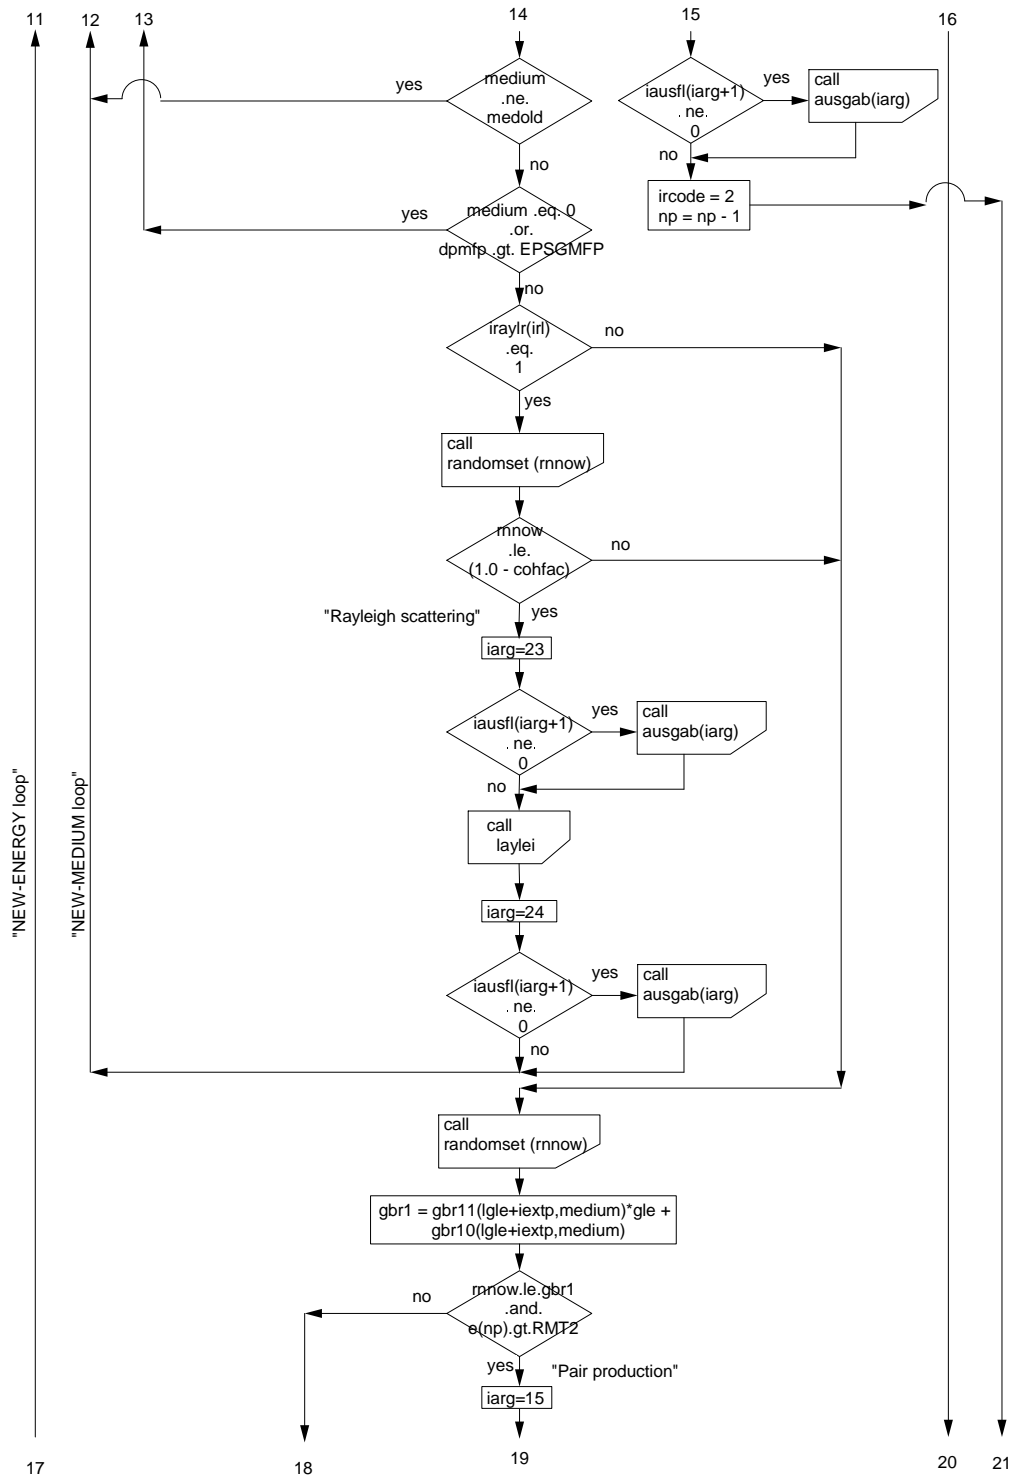 11 12 13 14 15 16
medium
.ne.
medold
yes
no
iausfl(iarg+1)
. ne.
0
yes
no
call
ausgab(iarg)
ircode = 2
np = np - 1
medium .eq. 0
.or.
dpmfp .gt. EPSGMFP
yes
no
iraylr(irl)
.eq.
1
no
yes
call
randomset (rnnow)
rnnow
.le.
(1.0 - cohfac)
no
yes
"Rayleigh scattering"
iarg=23
iausfl(iarg+1)
. ne.
0
yes
no
call
ausgab(iarg)
call
laylei
"NEW-ENERGY loop"
"NEW-MEDIUM loop"
iarg=24
iausfl(iarg+1)
. ne.
0
yes
no
call
ausgab(iarg)
call
randomset (rnnow)
gbr1 = gbr11(lgle+iextp,medium)*gle +
gbr10(lgle+iextp,medium)
rnnow.le.gbr1
.and.
e(np).gt.RMT2
no
yes
"Pair production"
iarg=15
17 18 19 20 21